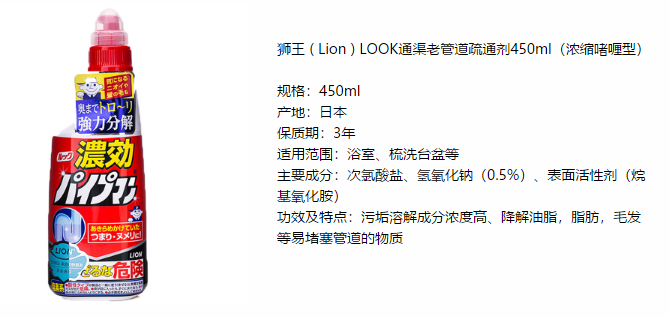 気になる
ニオイや
髪の毛も
奥までトロ〜リ
強力分解
ルック
濃効
パイプマン
あきらめかけていた
つまり・ヌメリに!
LION
LION
まぜるな危険
塩素系
狮王（Lion）LOOK通渠老管道疏通剂450ml（浓缩啫喱型）
规格：450ml
产地：日本
保质期：3年
适用范围：浴室、梳洗台盆等
主要成分：次氯酸盐、氢氧化钠（0.5%）、表面活性剂（烷
基氧化胺）
功效及特点：污垢溶解成分浓度高、降解油脂，脂肪，毛发
等易堵塞管道的物质